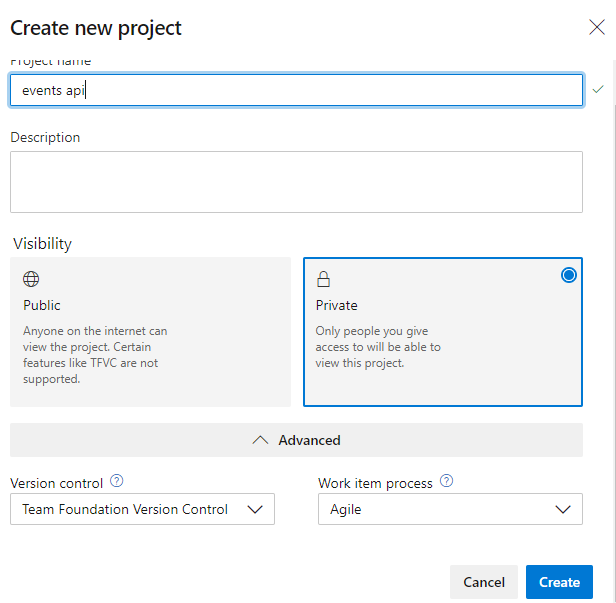 Create new project
Project name
events api
Description
Visibility
Public
Anyone on the internet can
view the project. Certain
features like TFVC are not
supported.
Private
Only people you give
access to will be able to
view this project.
Advanced
Version control ?
Team Foundation Version Control
Work item process ?
Agile
Cancel
Create